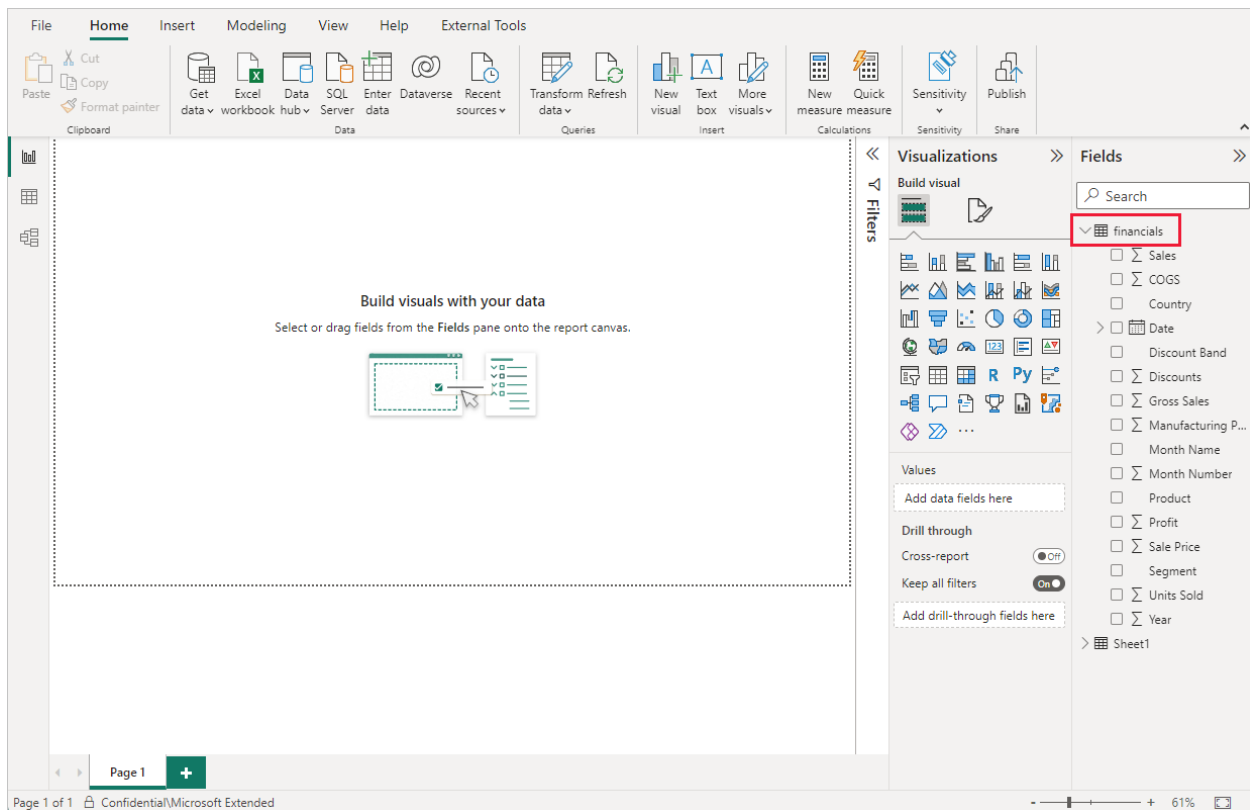 File Home Insert Modeling View Help External Tools
Paste
Cut
Copy
Format painter
Clipboard
Get data
Excel workbook
Data hub
SQL Server
Enter data
Dataverse
Recent sources
Data
Transform data
Refresh
Queries
New visual
Text box
More visuals
Insert
New measure
Quick measure
Calculations
Sensitivity
Sensitivity
Publish
Share
Build visuals with your data
Select or drag fields from the Fields pane onto the report canvas.
Filters
Visualizations
Build visual
123
R Py
Values
Add data fields here
Drill through
Cross-report Off
Keep all filters On
Add drill-through fields here
Fields
Search
financials
Sales
COGS
Country
Date
Discount Band
Discounts
Gross Sales
Manufacturing P...
Month Name
Month Number
Product
Profit
Sale Price
Segment
Units Sold
Year
Sheet1
Page 1 +
Page 1 of 1 Confidential\Microsoft Extended - + 61%